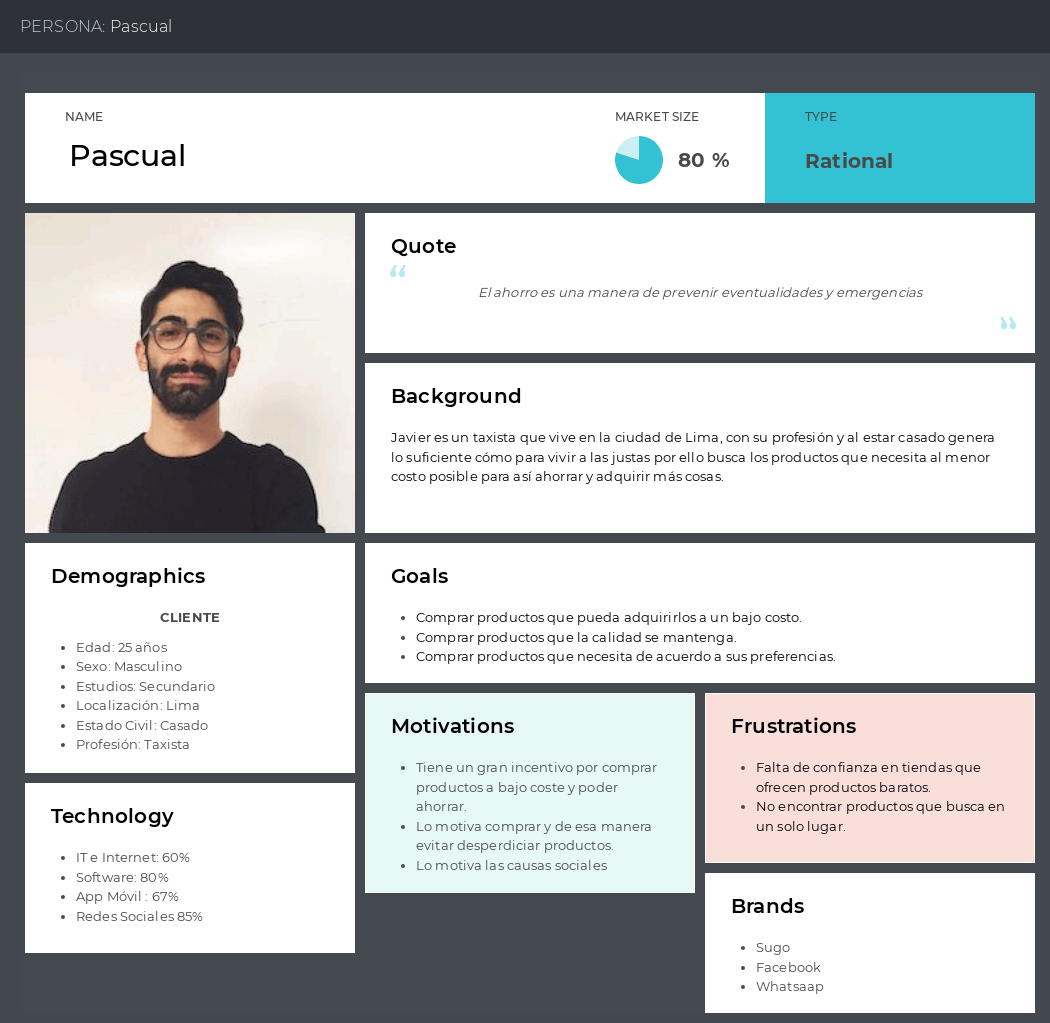 PERSONA: Pascual
NAME
Pascual
MARKET SIZE
80 %
TYPE
Rational
Quote
“
El ahorro es una manera de prevenir eventualidades y emergencias
”
Background
Javier es un taxista que vive en la ciudad de Lima, con su profesión y al estar casado genera
lo suficiente cómo para vivir a las justas por ello busca los productos que necesita al menor
costo posible para así ahorrar y adquirir más cosas.
Demographics
CLIENTE
• Edad: 25 años
• Sexo: Masculino
• Estudios: Secundario
• Localización: Lima
• Estado Civil: Casado
• Profesión: Taxista
Goals
• Comprar productos que pueda adquirirlos a un bajo costo.
• Comprar productos que la calidad se mantenga.
• Comprar productos que necesita de acuerdo a sus preferencias.
Motivations
• Tiene un gran incentivo por comprar
productos a bajo coste y poder
ahorrar.
• Lo motiva comprar y de esa manera
evitar desperdiciar productos.
• Lo motiva las causas sociales
Frustrations
• Falta de confianza en tiendas que
ofrecen productos baratos.
• No encontrar productos que busca en
un solo lugar.
Technology
• IT e Internet: 60%
• Software: 80%
• App Móvil : 67%
• Redes Sociales 85%
Brands
• Sugo
• Facebook
• Whatsaap